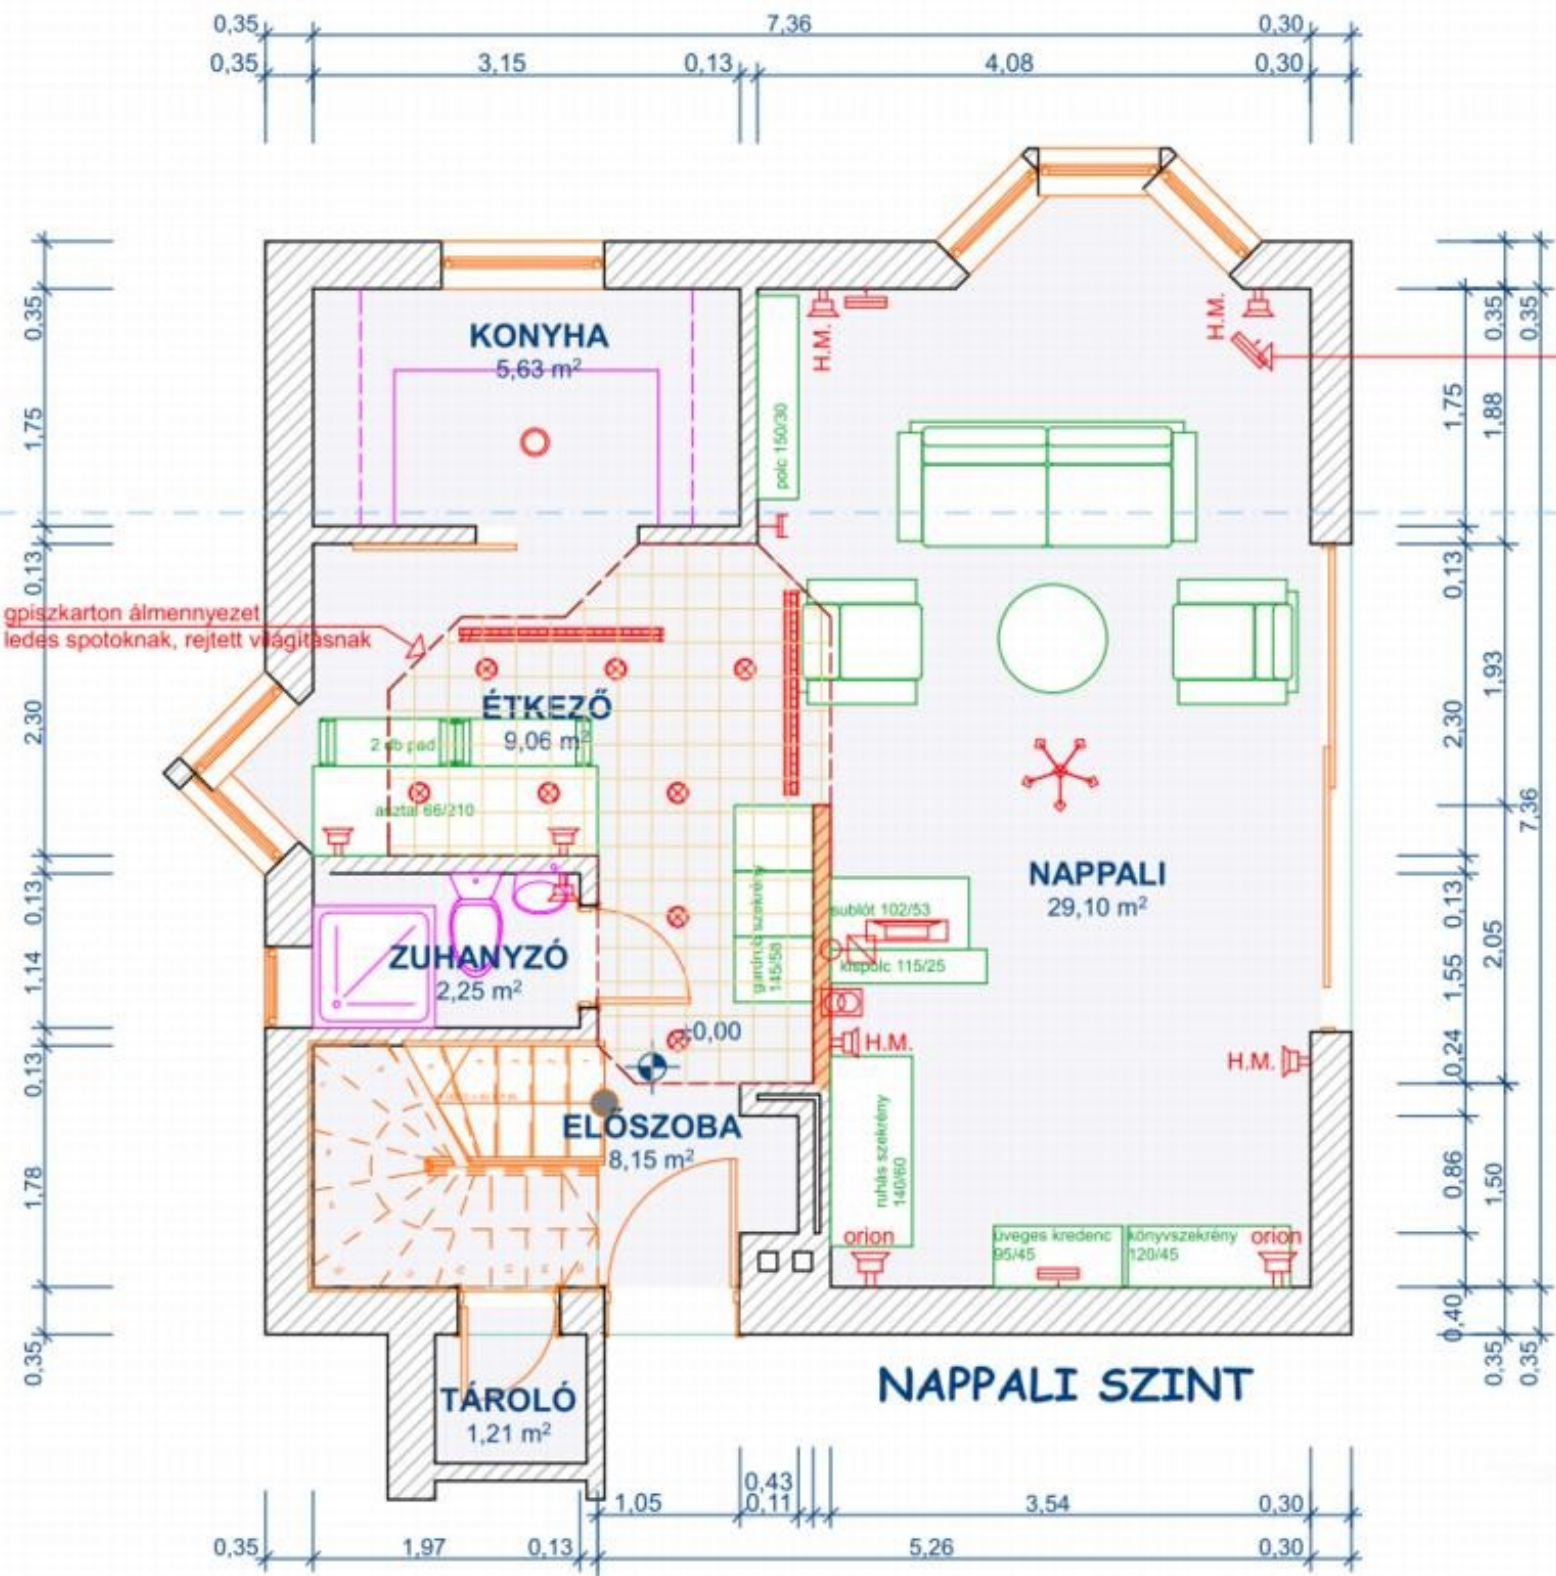 0,35
7,36
0,30
0,35
3,15
0,13
4,08
0,30
KONYHA
5,63 m²
H.M.
H.M.
polc 150/30
gpiszkarton álmennyezet
ledes spotoknak, rejtett világításnak
ÉTKEZŐ
9,06 m²
2 db pad
asztal 66/210
NAPPALI
29,10 m²
sublót 102/53
kispolc 115/25
gardrób szekrény
145/58
ZUHANYZÓ
2,25 m²
±0,00
H.M.
H.M.
ELŐSZOBA
8,15 m²
ruhás szekrény
140/60
orion
üveges kredenc
95/45
könyvszekrény
120/45
orion
TÁROLÓ
1,21 m²
NAPPALI SZINT
0,35
1,75
0,13
2,30
0,13
1,14
0,13
1,78
0,35
1,75
0,13
2,30
0,13
1,55
0,24
0,86
0,40
0,35
1,88
1,93
2,05
1,50
0,35
0,35
7,36
0,35
1,05
0,43
0,11
3,54
0,30
0,35
1,97
0,13
5,26
0,30